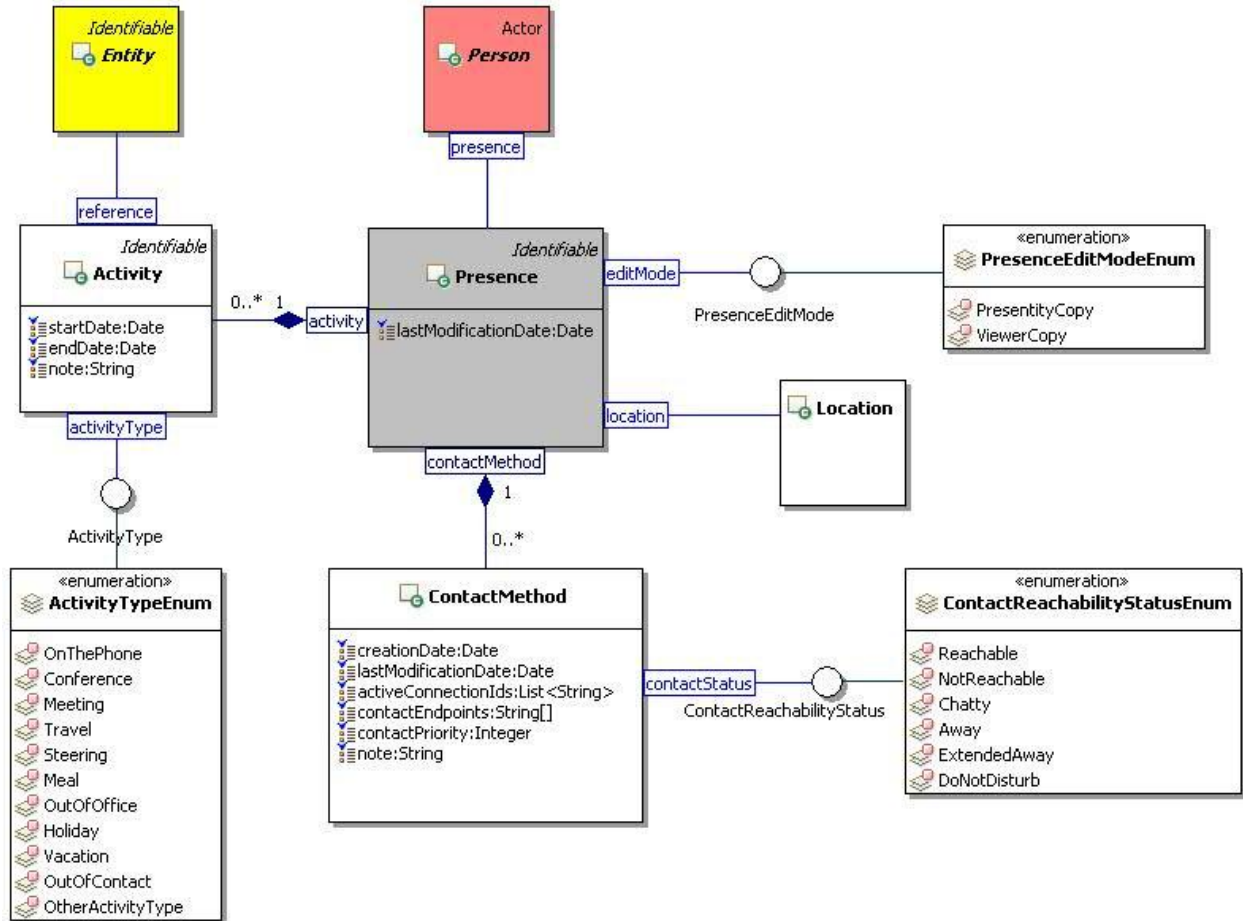 Identifiable
Entity
Actor
Person
presence
reference
Identifiable
Activity
startDate:Date
endDate:Date
note:String
activityType
ActivityType
0..* 1
activity
Identifiable
Presence
lastModificationDate:Date
editMode
PresenceEditMode
«enumeration»
PresenceEditModeEnum
PresentityCopy
ViewerCopy
location
Location
contactMethod
1
0..*
«enumeration»
ActivityTypeEnum
OnThePhone
Conference
Meeting
Travel
Steering
Meal
OutOfOffice
Holiday
Vacation
OutOfContact
OtherActivityType
ContactMethod
creationDate:Date
lastModificationDate:Date
activeConnectionIds:List<String>
contactEndpoints:String[]
contactPriority:Integer
note:String
contactStatus
ContactReachabilityStatus
«enumeration»
ContactReachabilityStatusEnum
Reachable
NotReachable
Chatty
Away
ExtendedAway
DoNotDisturb